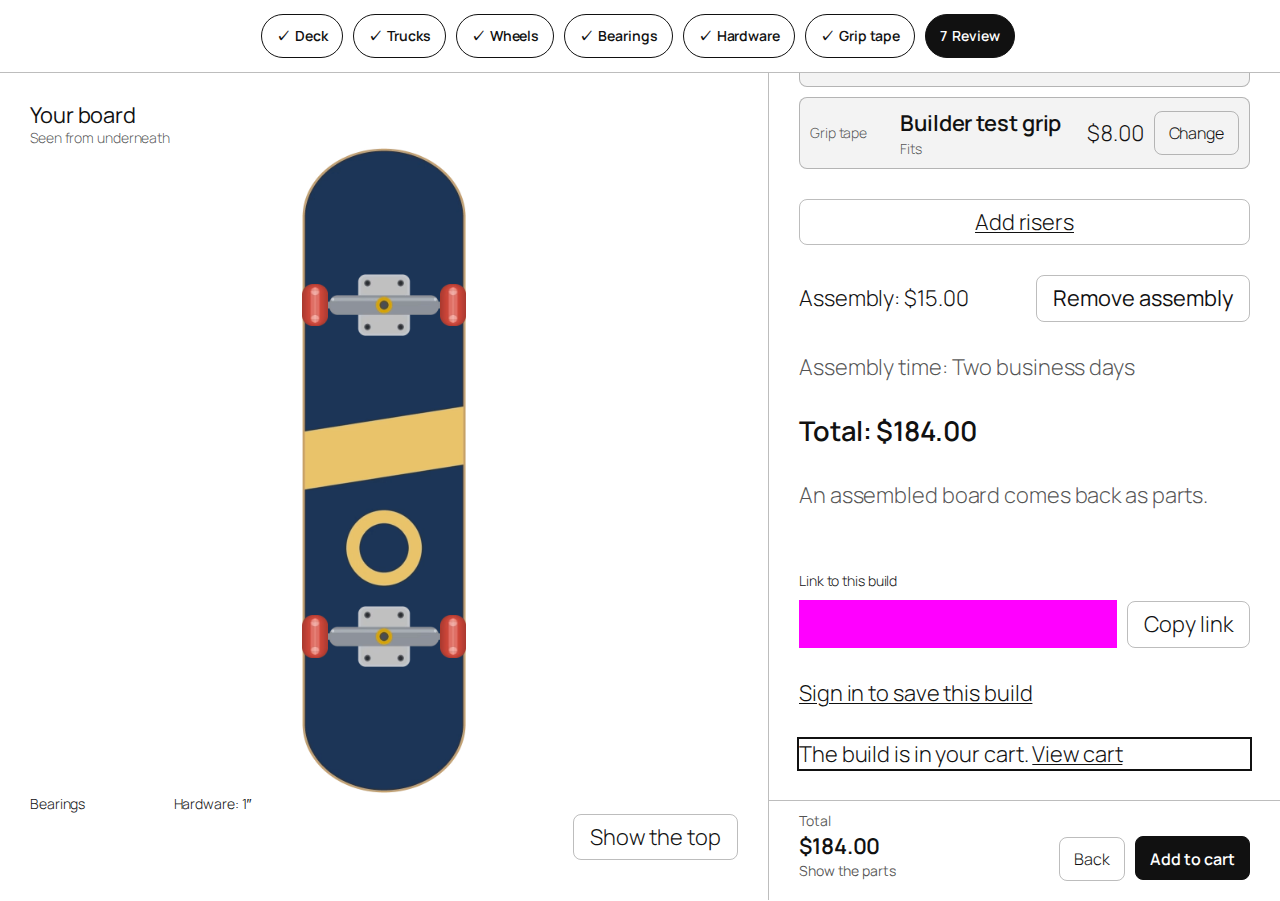 ✓ Deck
✓ Trucks
✓ Wheels
✓ Bearings
✓ Hardware
✓ Grip tape
7 Review
Your board
Seen from underneath
Bearings
Hardware: 1″
Show the top
Grip tape
Builder test grip
Fits
$8.00
Change
Add risers
Assembly: $15.00
Remove assembly
Assembly time: Two business days
Total: $184.00
An assembled board comes back as parts.
Link to this build
Copy link
Sign in to save this build
The build is in your cart. View cart
Total
$184.00
Show the parts
Back
Add to cart